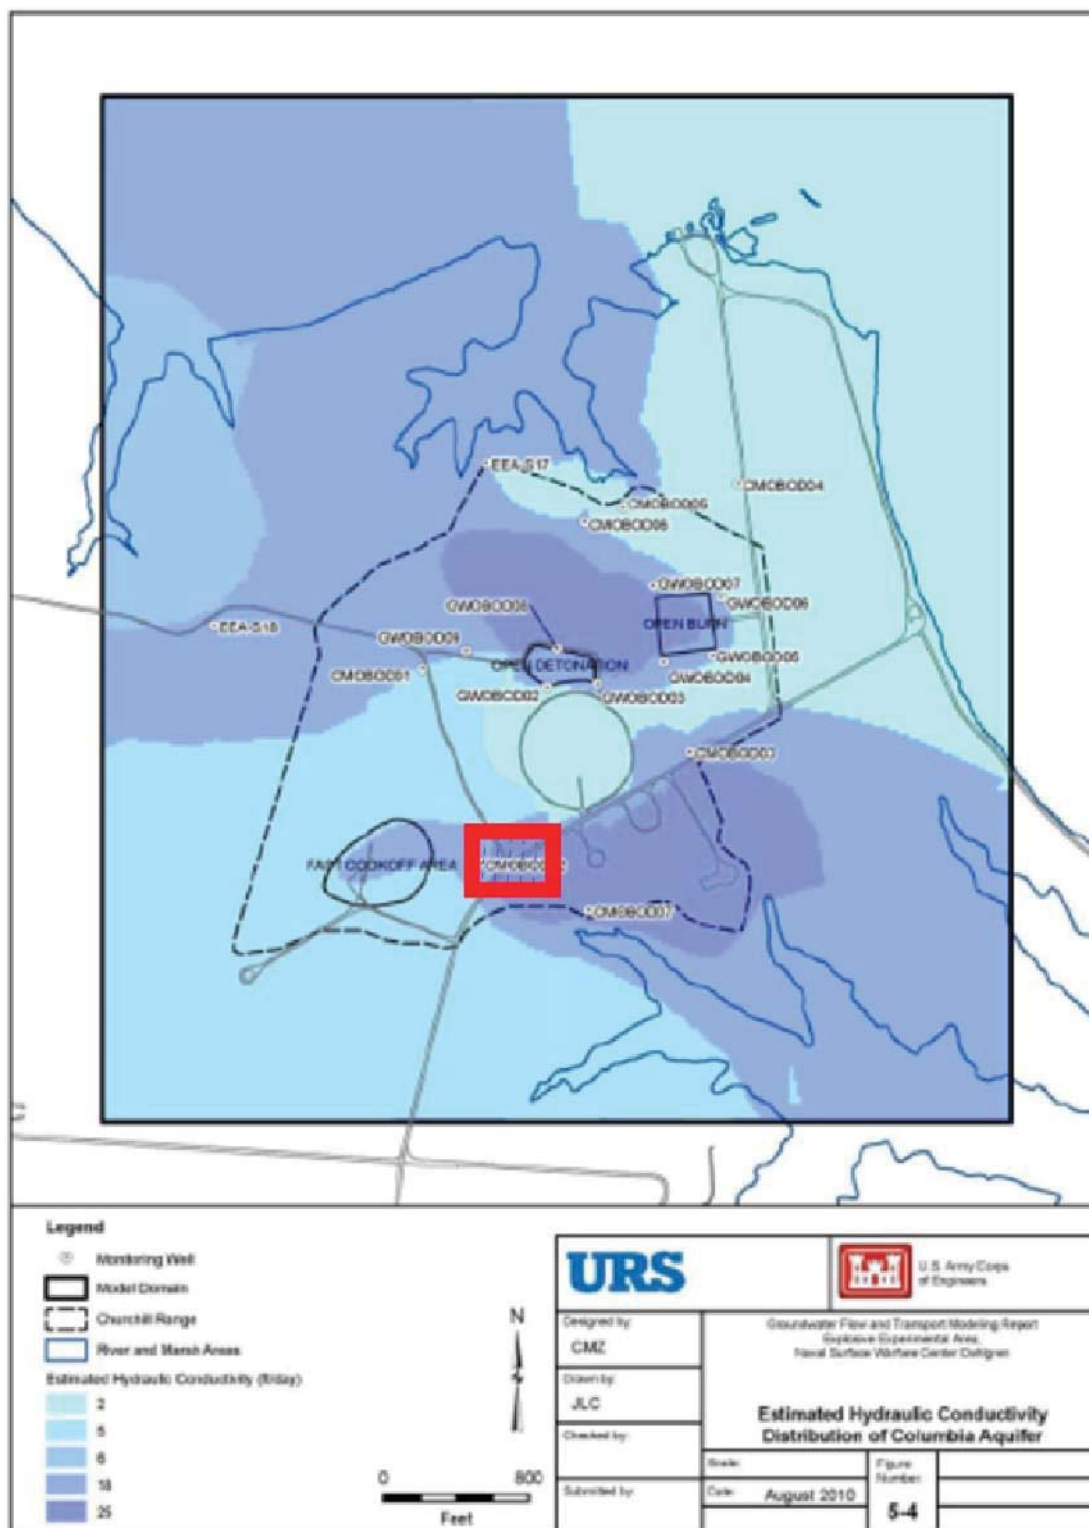 EEA-S17
CMOBOD04
CMOBOD05
CMOBOD06
GWOBOD07
GWOBOD08
GWOBOD06
OPEN BURN
EEA-S18
GWOBOD09
OPEN DETONATION
GWOBOD05
CMOBOD01
GWOBOD04
GWOBOD02
GWOBOD03
CMOBOD03
FAST COOKOFF AREA
CMOBOD07
Legend
Monitoring Well
Model Domain
Churchill Range
River and Marsh Areas
Estimated Hydraulic Conductivity (ft/day)
2
5
6
18
25
N
0 800
Feet
URS
U.S. Army Corps
of Engineers
Designed by:
CMZ
Drawn by:
JLC
Checked by:
Submitted by:
Groundwater Flow and Transport Modeling Report
Explosive Experimental Area,
Naval Surface Warfare Center Dahlgren
Estimated Hydraulic Conductivity
Distribution of Columbia Aquifer
Scale:
Date: August 2010
Figure
Number:
5-4